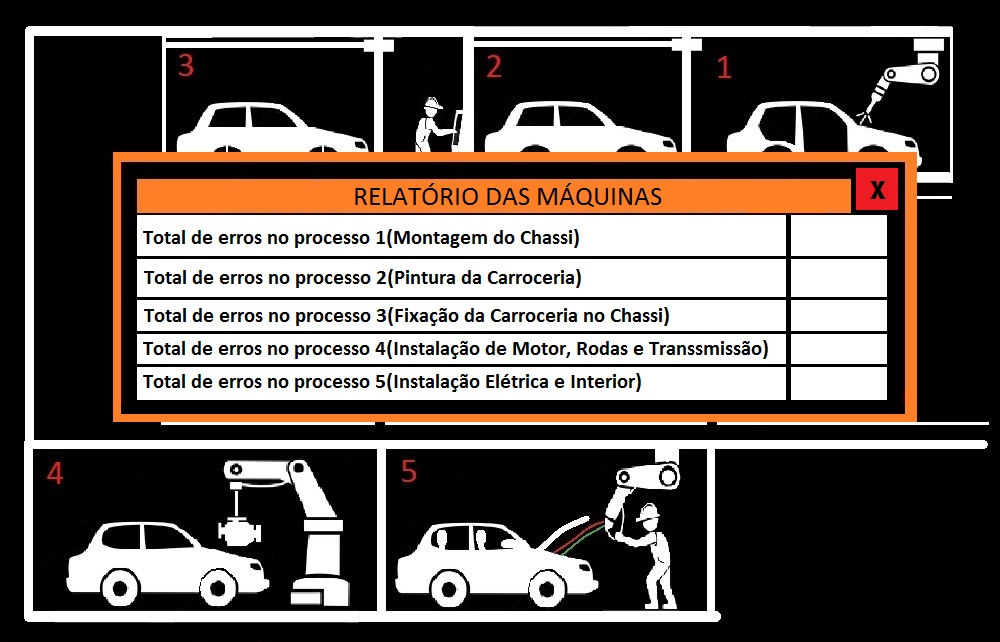 3
2
1
RELATÓRIO DAS MÁQUINAS
X
Total de erros no processo 1(Montagem do Chassi)
Total de erros no processo 2(Pintura da Carroceria)
Total de erros no processo 3(Fixação da Carroceria no Chassi)
Total de erros no processo 4(Instalação de Motor, Rodas e Transsmissão)
Total de erros no processo 5(Instalação Elétrica e Interior)
4
5